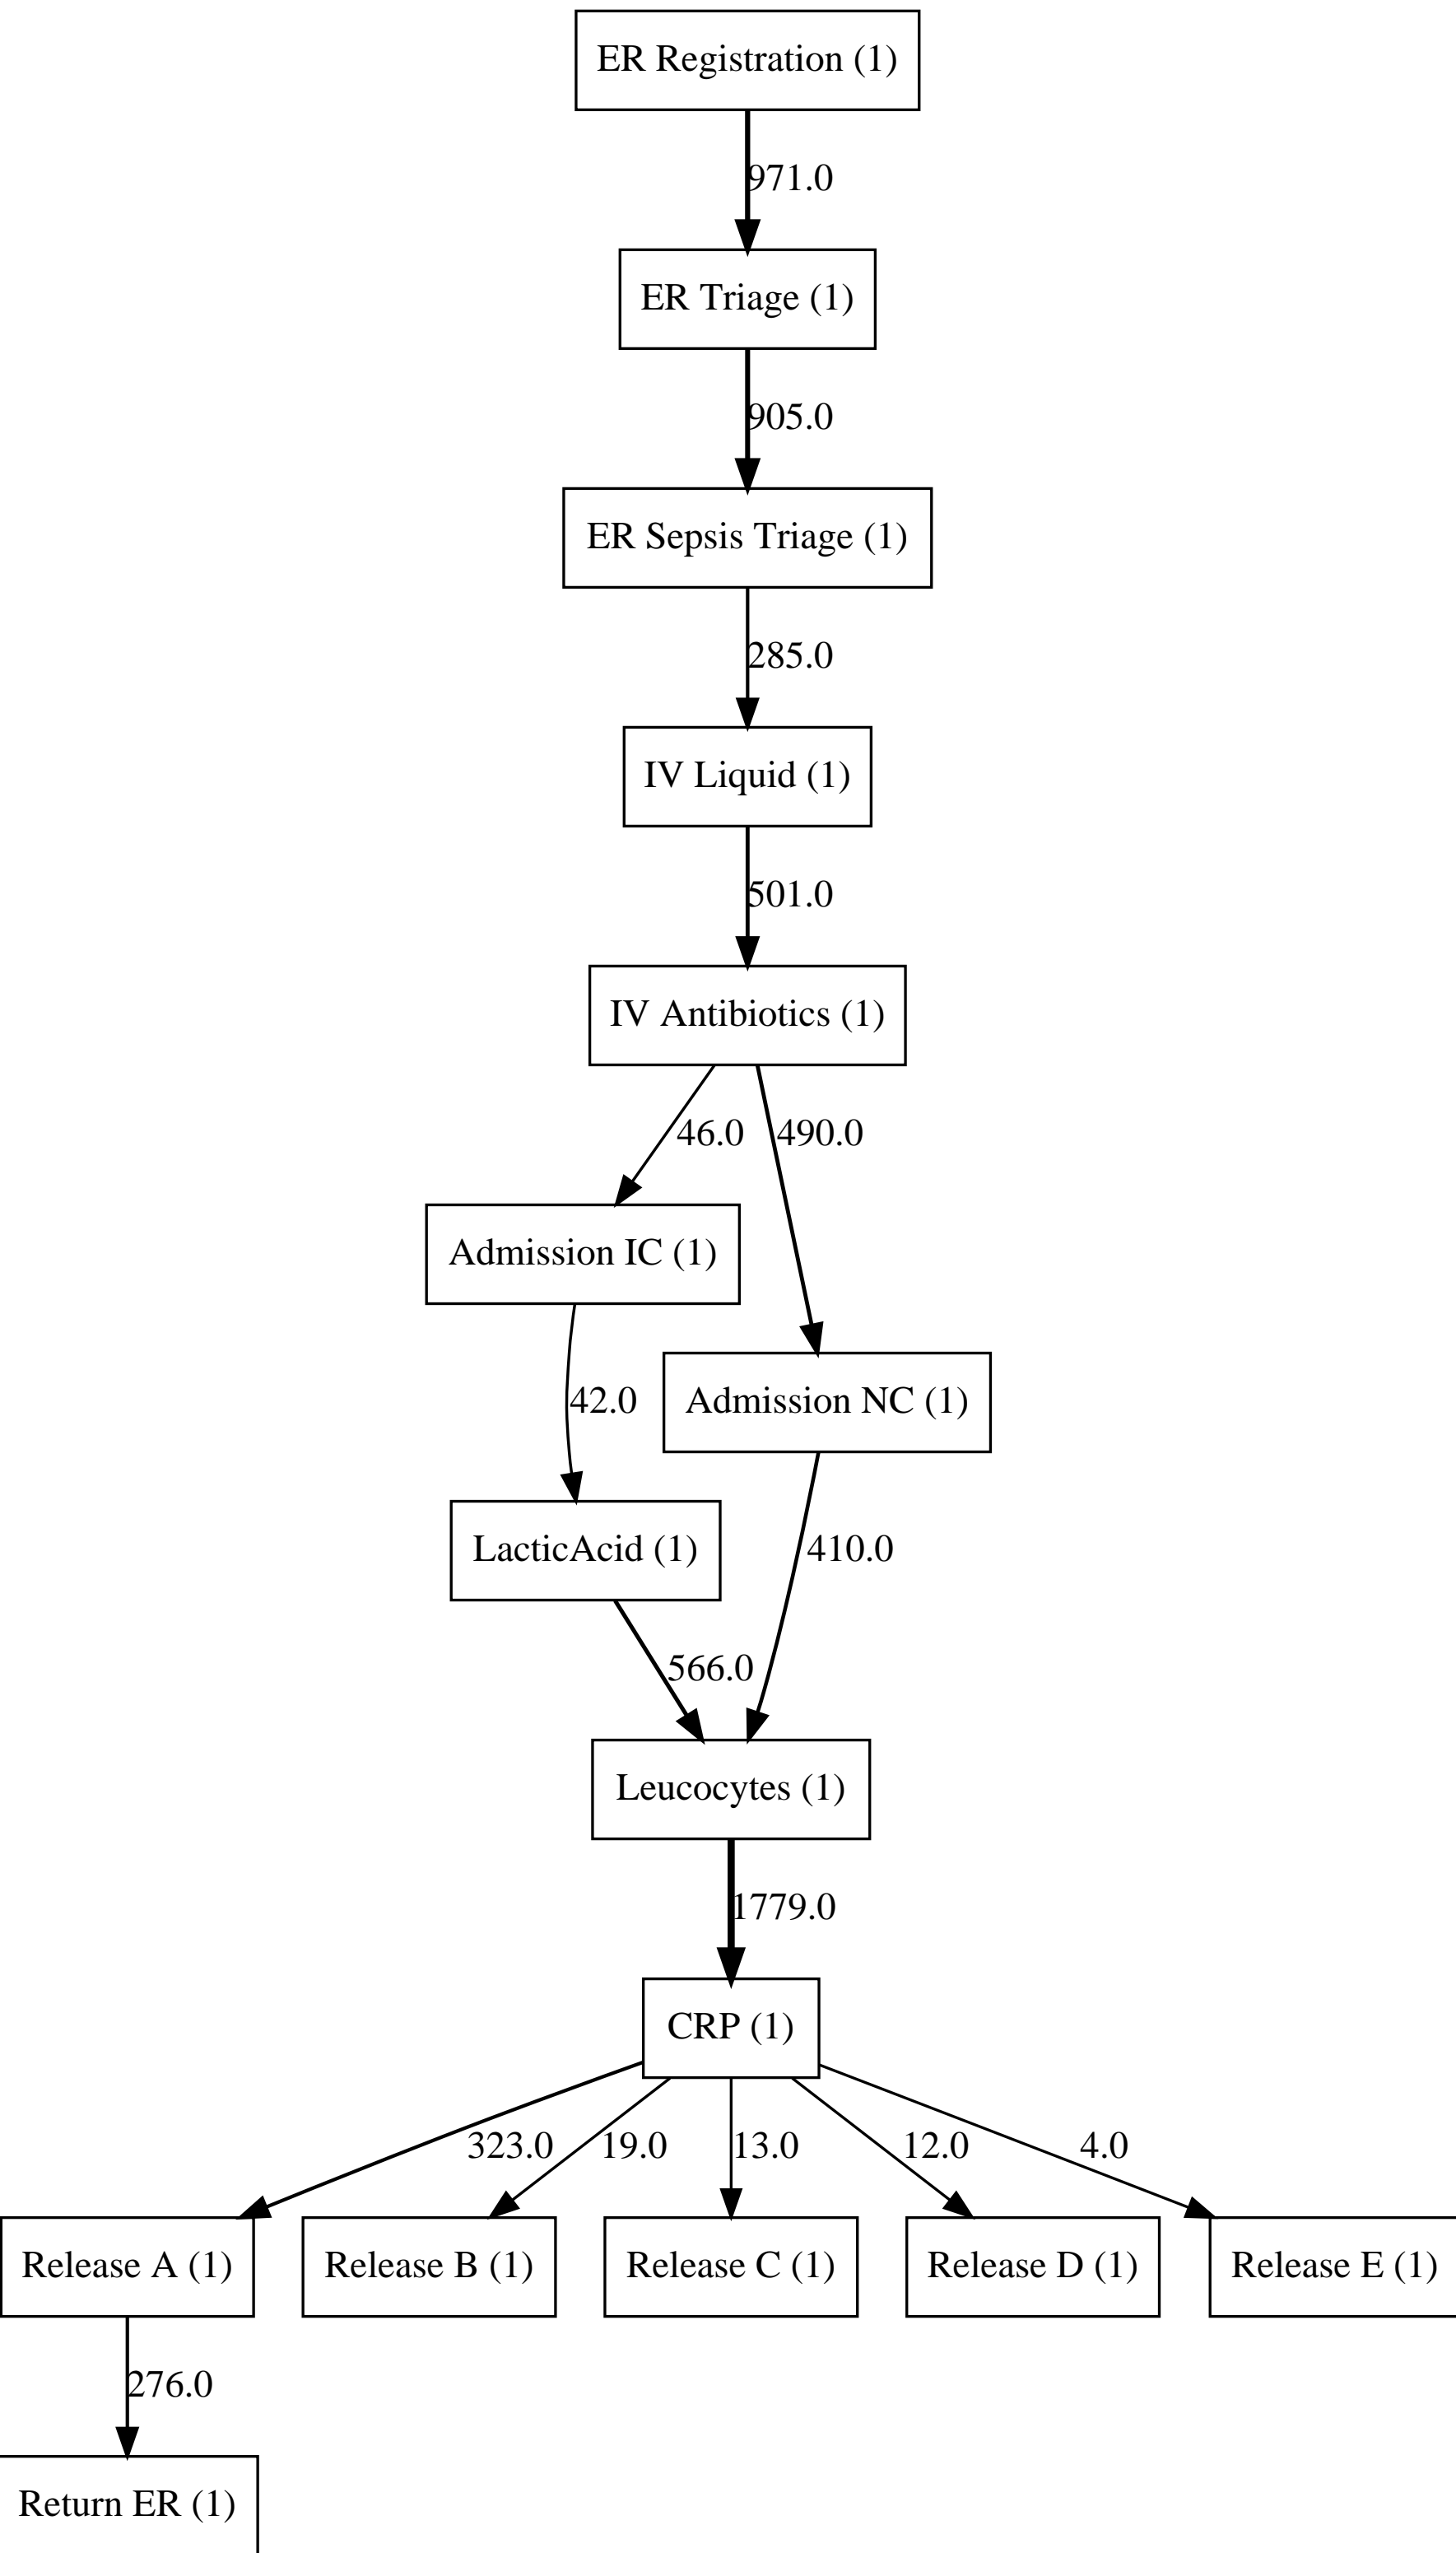 ER Registration (1)
971.0
ER Triage (1)
905.0
ER Sepsis Triage (1)
285.0
IV Liquid (1)
501.0
IV Antibiotics (1)
46.0
490.0
Admission IC (1)
42.0
Admission NC (1)
LacticAcid (1)
410.0
566.0
Leucocytes (1)
1779.0
CRP (1)
323.0
19.0
13.0
12.0
4.0
Release A (1)
Release B (1)
Release C (1)
Release D (1)
Release E (1)
276.0
Return ER (1)